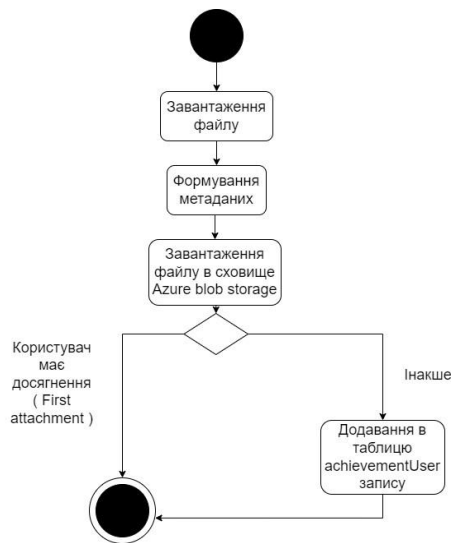 Завантаження
файлу
Формування
метаданих
Завантаження
файлу в сховище
Azure blob storage
Користувач
має
досягнення
( First
attachment )
Інакше
Додавання в
таблицю
achievementUser
запису